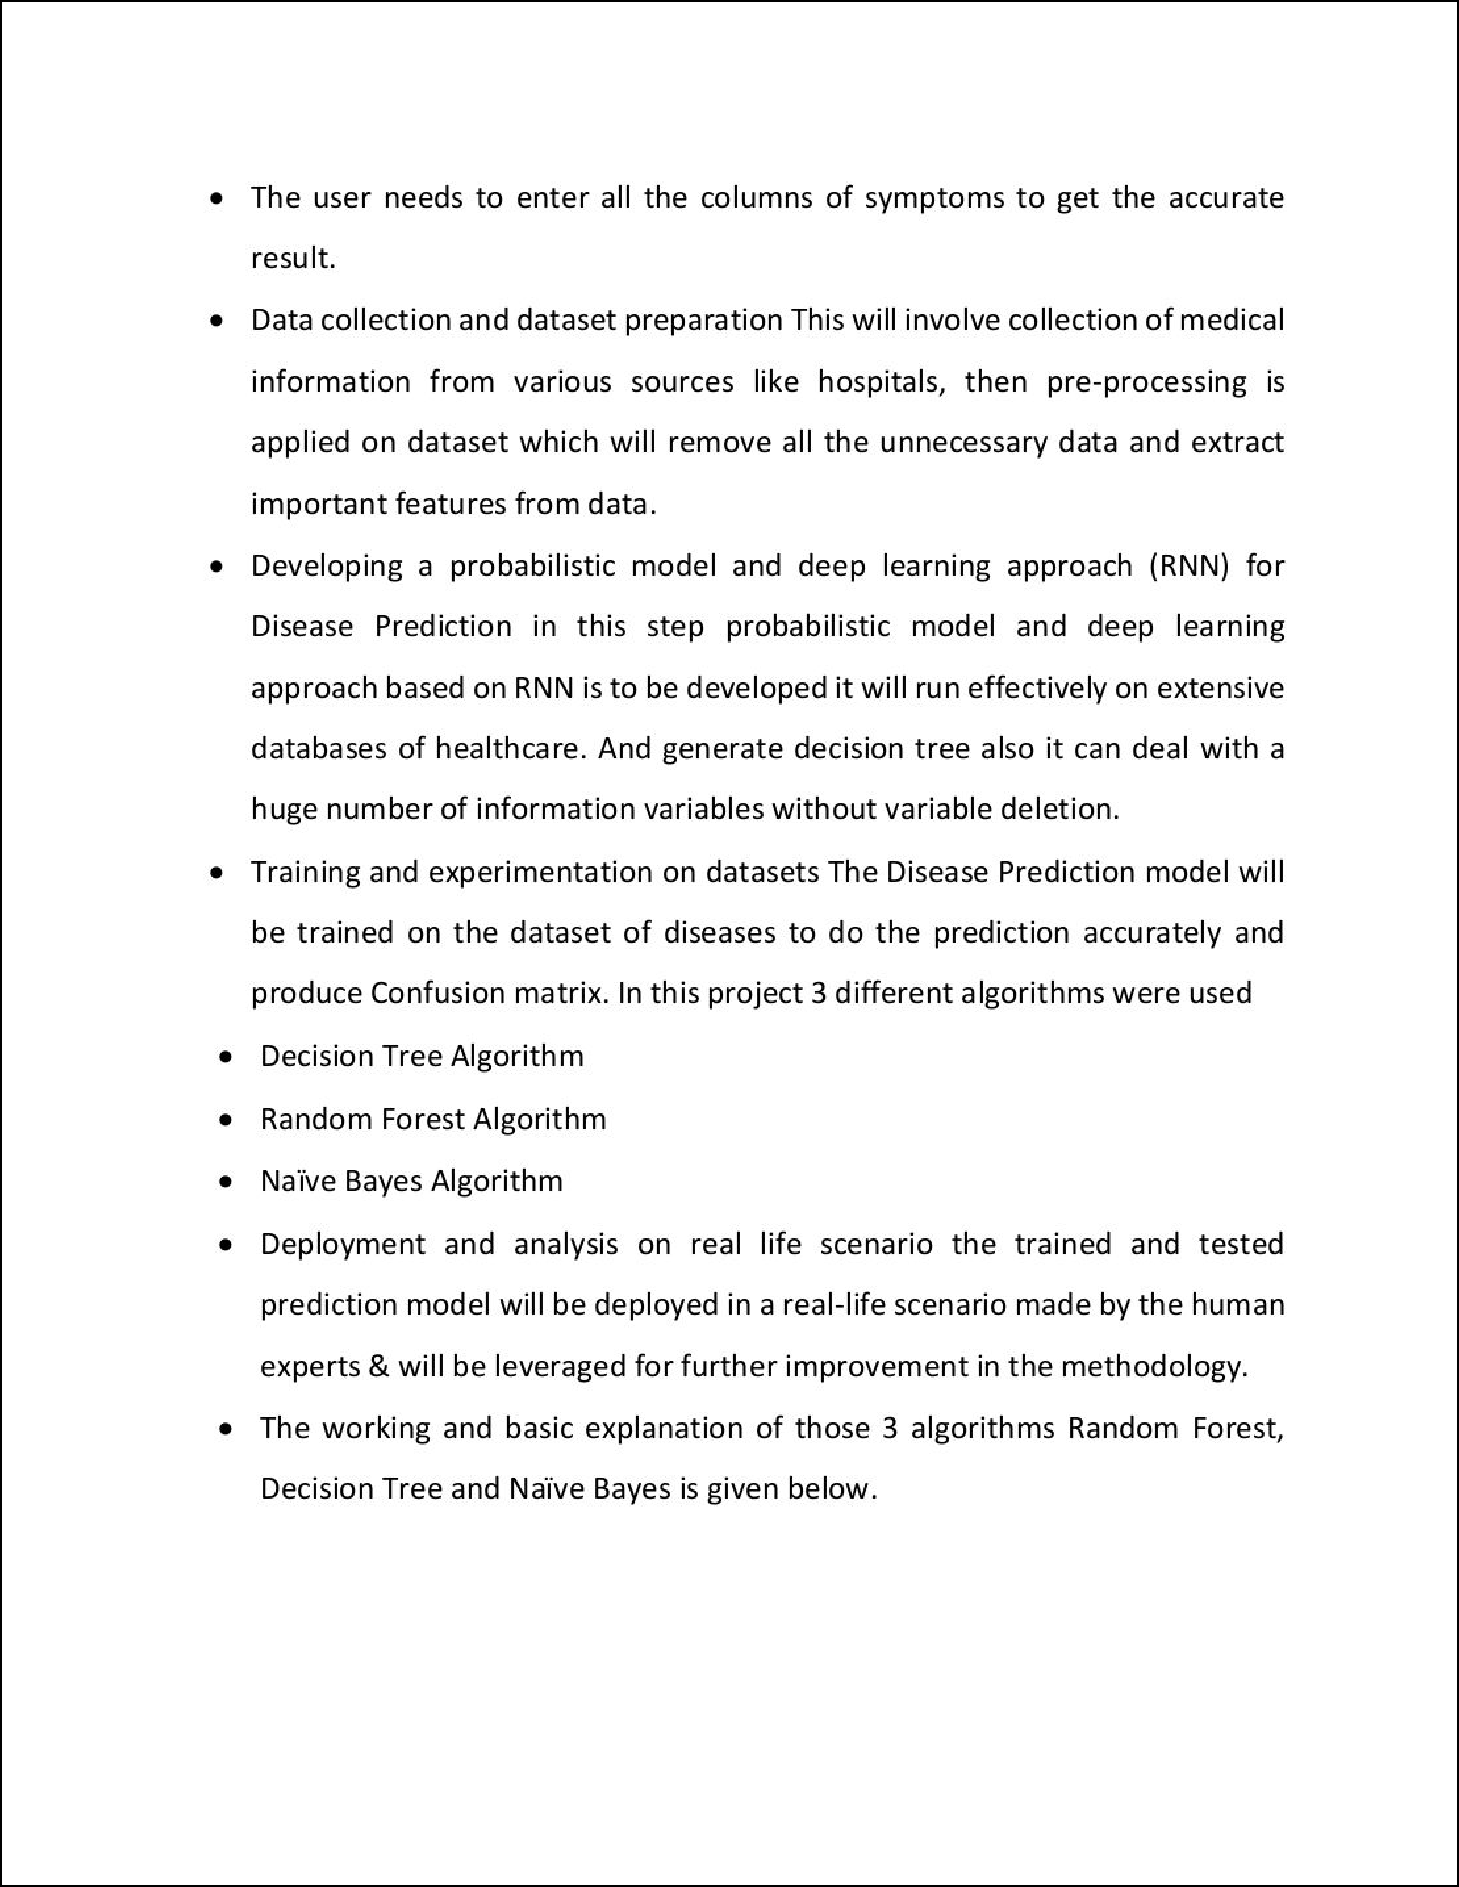 • The user needs to enter all the columns of symptoms to get the accurate
result.
• Data collection and dataset preparation This will involve collection of medical
information from various sources like hospitals, then pre-processing is
applied on dataset which will remove all the unnecessary data and extract
important features from data.
• Developing a probabilistic model and deep learning approach (RNN) for
Disease Prediction in this step probabilistic model and deep learning
approach based on RNN is to be developed it will run effectively on extensive
databases of healthcare. And generate decision tree also it can deal with a
huge number of information variables without variable deletion.
• Training and experimentation on datasets The Disease Prediction model will
be trained on the dataset of diseases to do the prediction accurately and
produce Confusion matrix. In this project 3 different algorithms were used
• Decision Tree Algorithm
• Random Forest Algorithm
• Naïve Bayes Algorithm
• Deployment and analysis on real life scenario the trained and tested
prediction model will be deployed in a real-life scenario made by the human
experts & will be leveraged for further improvement in the methodology.
• The working and basic explanation of those 3 algorithms Random Forest,
Decision Tree and Naïve Bayes is given below.